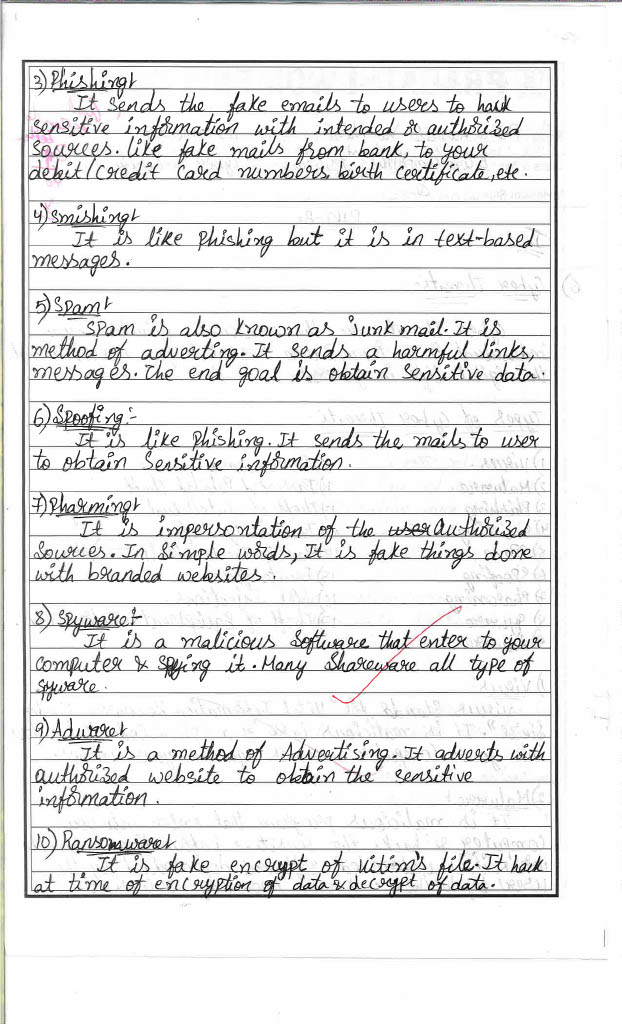 3) Phishing:-
It sends the fake emails to users to hack
sensitive information with intended or authorized
sources. like fake mails from bank, to your
debit/credit card numbers, birth certificate, etc.
4) Smishing:-
It is like Phishing but it is in text-based
messages.
5) Spam:-
Spam is also known as junk mail. It is
method of adverting. It sends a harmful links,
messages. The end goal is obtain sensitive data.
6) Spoofing:-
It is like Phishing. It sends the mails to user
to obtain Sensitive information.
7) Pharming:-
It is impersontation of the user Authorized
Sources. In Simple words, It is fake things done
with branded websites.
8) Spyware:-
It is a malicious Software that enter to your
computer & Spying it. Many Shareware all type of
Spyware.
9) Adware:-
It is a method of Advertising. It adverts with
authorized website to obtain the sensitive
information.
10) Ransomware:-
It is fake encrypt of vitim's file. It hack
at time of encryption of data & decrypt of data.